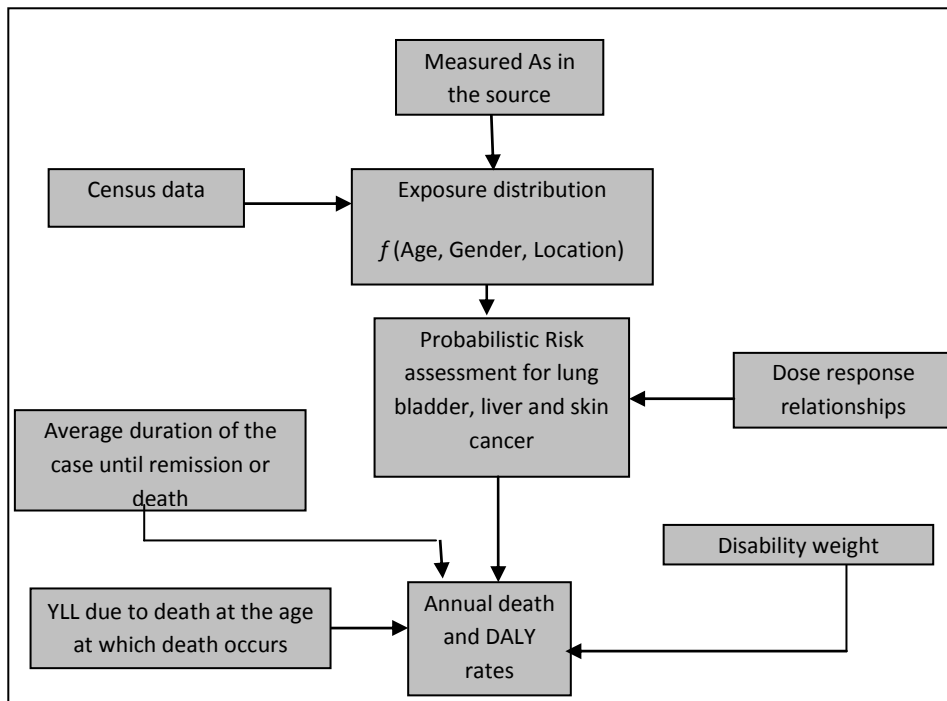 Measured As in
the source
Census data
Exposure distribution
f (Age, Gender, Location)
Probabilistic Risk
assessment for lung
bladder, liver and skin
cancer
Dose response
relationships
Average duration of the
case until remission or
death
Disability weight
YLL due to death at the age
at which death occurs
Annual death
and DALY
rates